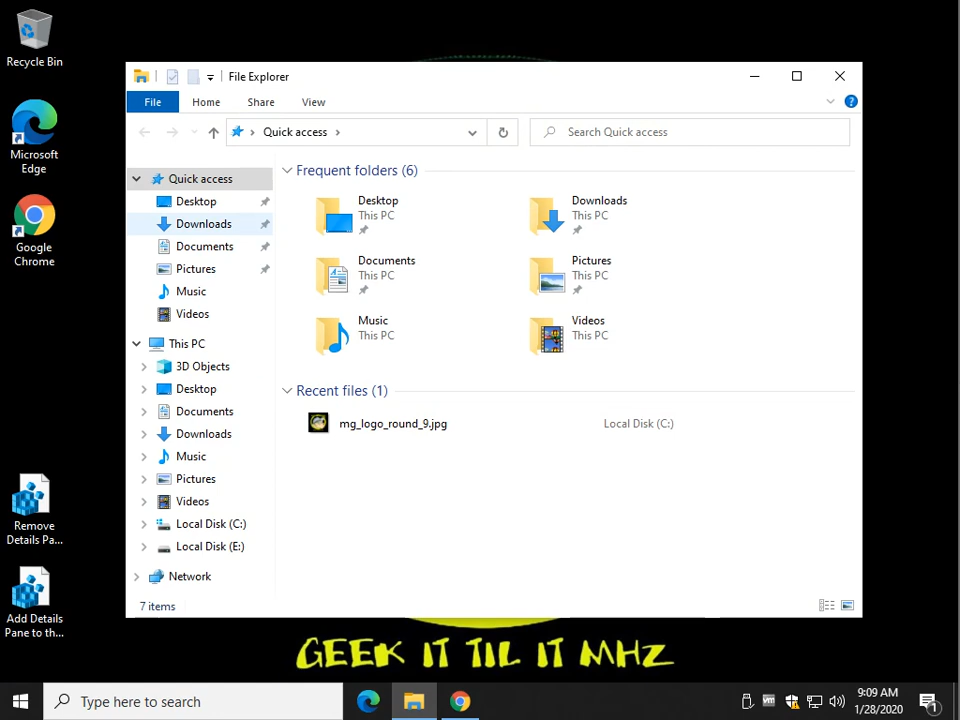 Recycle Bin
Microsoft
Edge
Google
Chrome
Remove
Details Pa...
Add Details
Pane to th...
File Explorer
File
Home
Share
View
Quick access
Search Quick access
Quick access
Desktop
Downloads
Documents
Pictures
Music
Videos
This PC
3D Objects
Desktop
Documents
Downloads
Music
Pictures
Videos
Local Disk (C:)
Local Disk (E:)
Network
Frequent folders (6)
Desktop
This PC
Downloads
This PC
Documents
This PC
Pictures
This PC
Music
This PC
Videos
This PC
Recent files (1)
mg_logo_round_9.jpg
Local Disk (C:)
7 items
GEEK IT TIL IT MHZ
Type here to search
vm
9:09 AM
1/28/2020
1